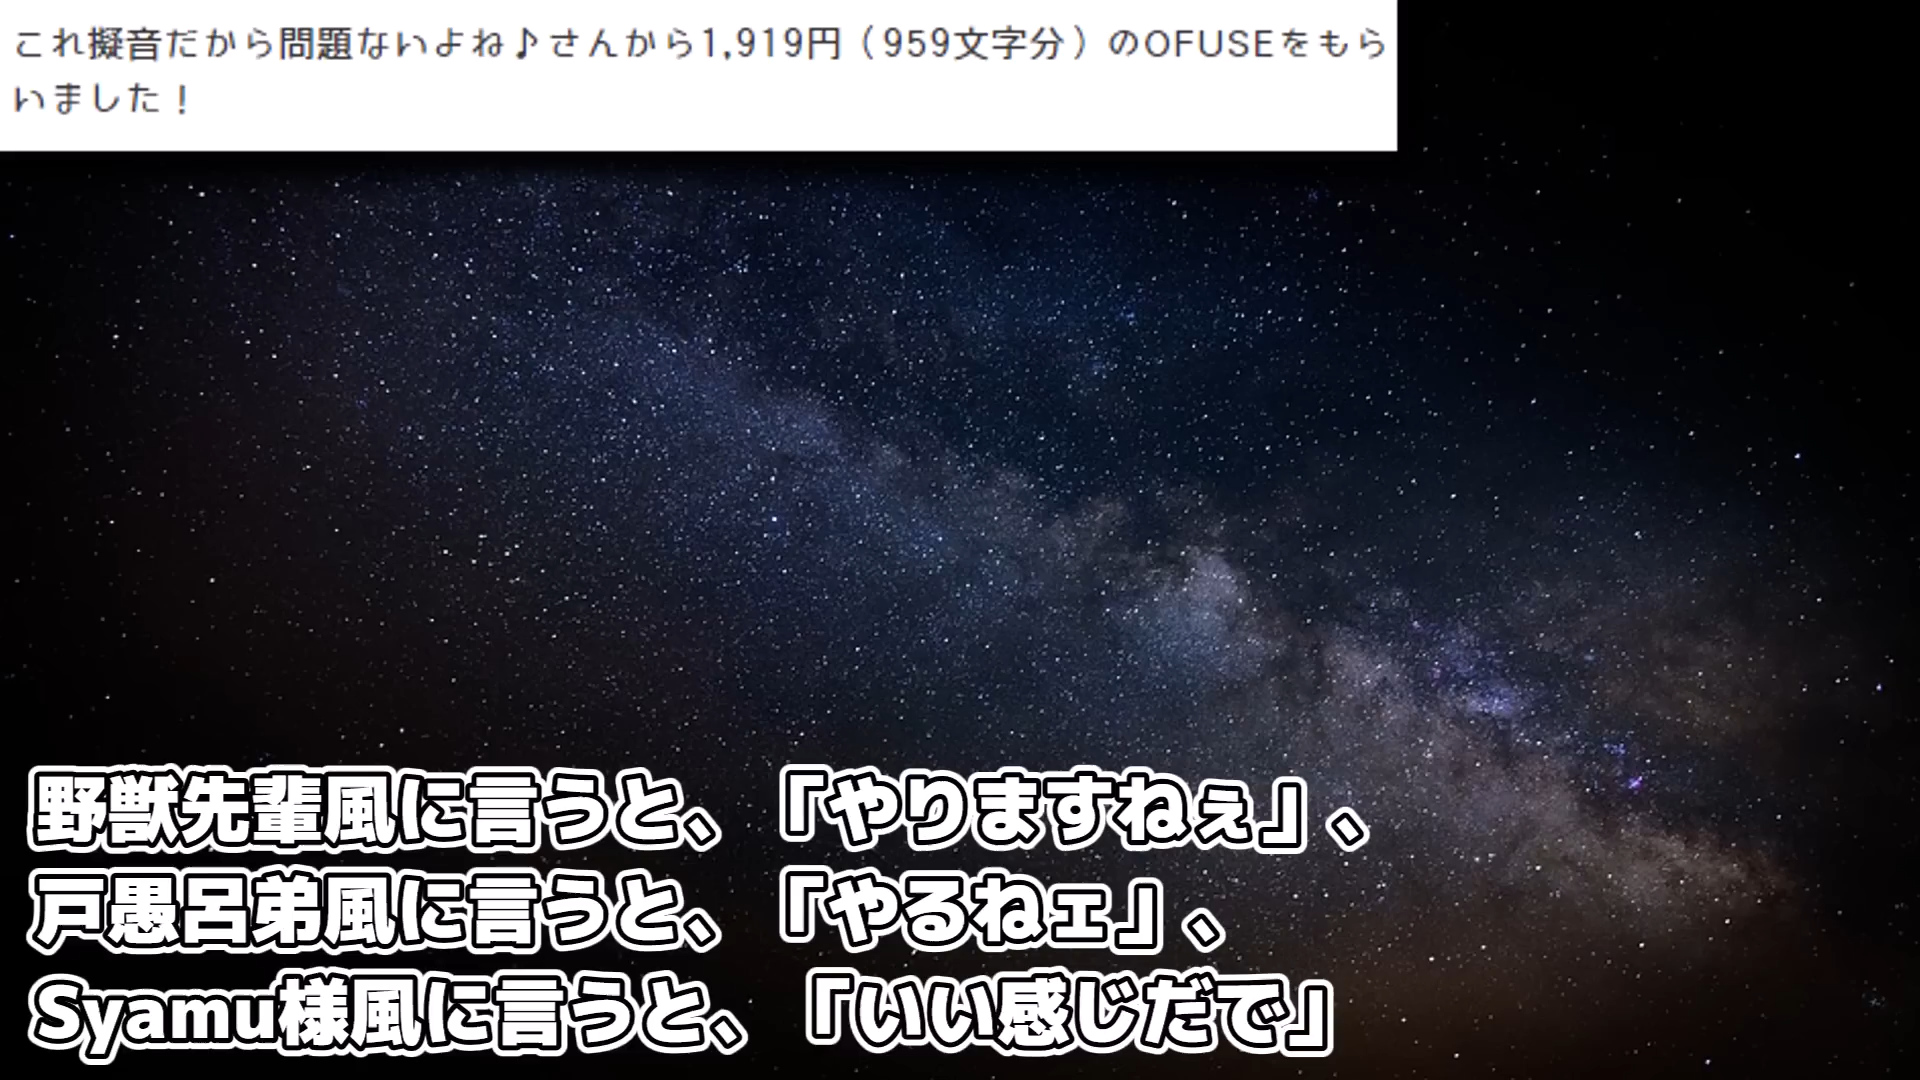 これ擬音だから問題ないよね♪さんから1,919円（959文字分）のOFUSEをもら
いました！
野獣先輩風に言うと、「やりますねぇ」、
戸愚呂弟風に言うと、「やるねェ」、
Syamu様風に言うと、「いい感じだで」